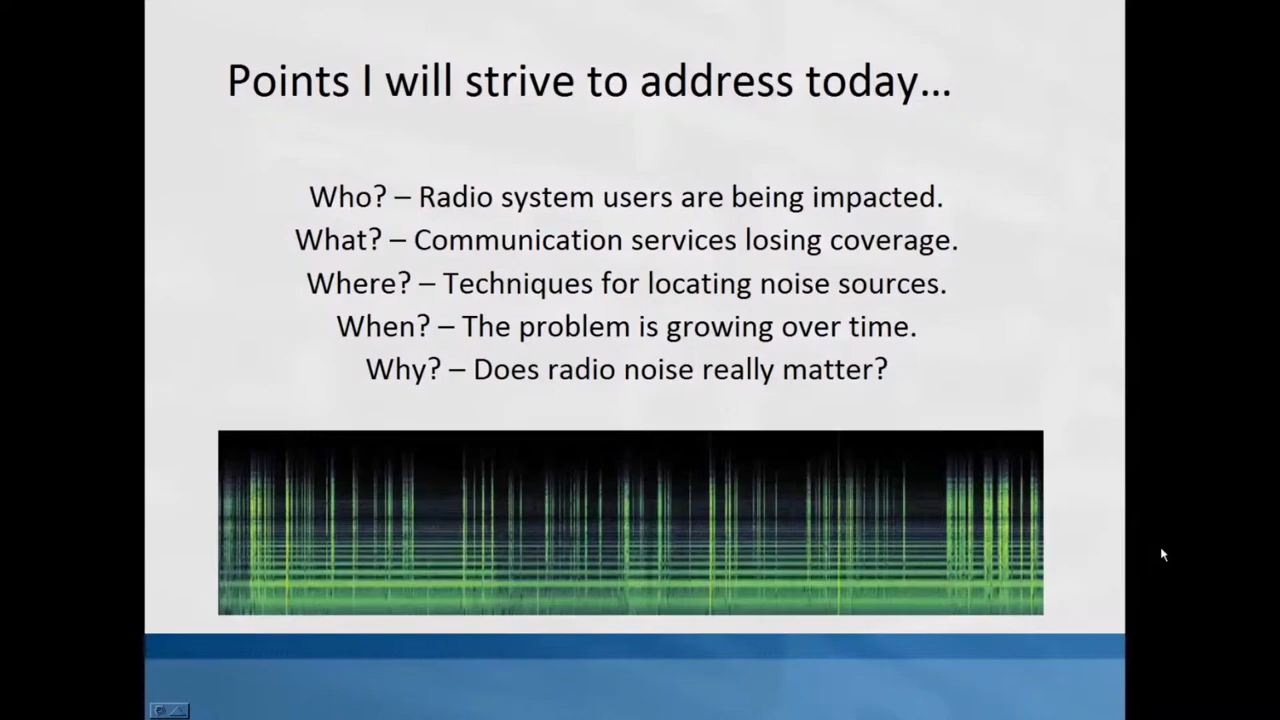 Points I will strive to address today…
Who? – Radio system users are being impacted.
What? – Communication services losing coverage.
Where? – Techniques for locating noise sources.
When? – The problem is growing over time.
Why? – Does radio noise really matter?